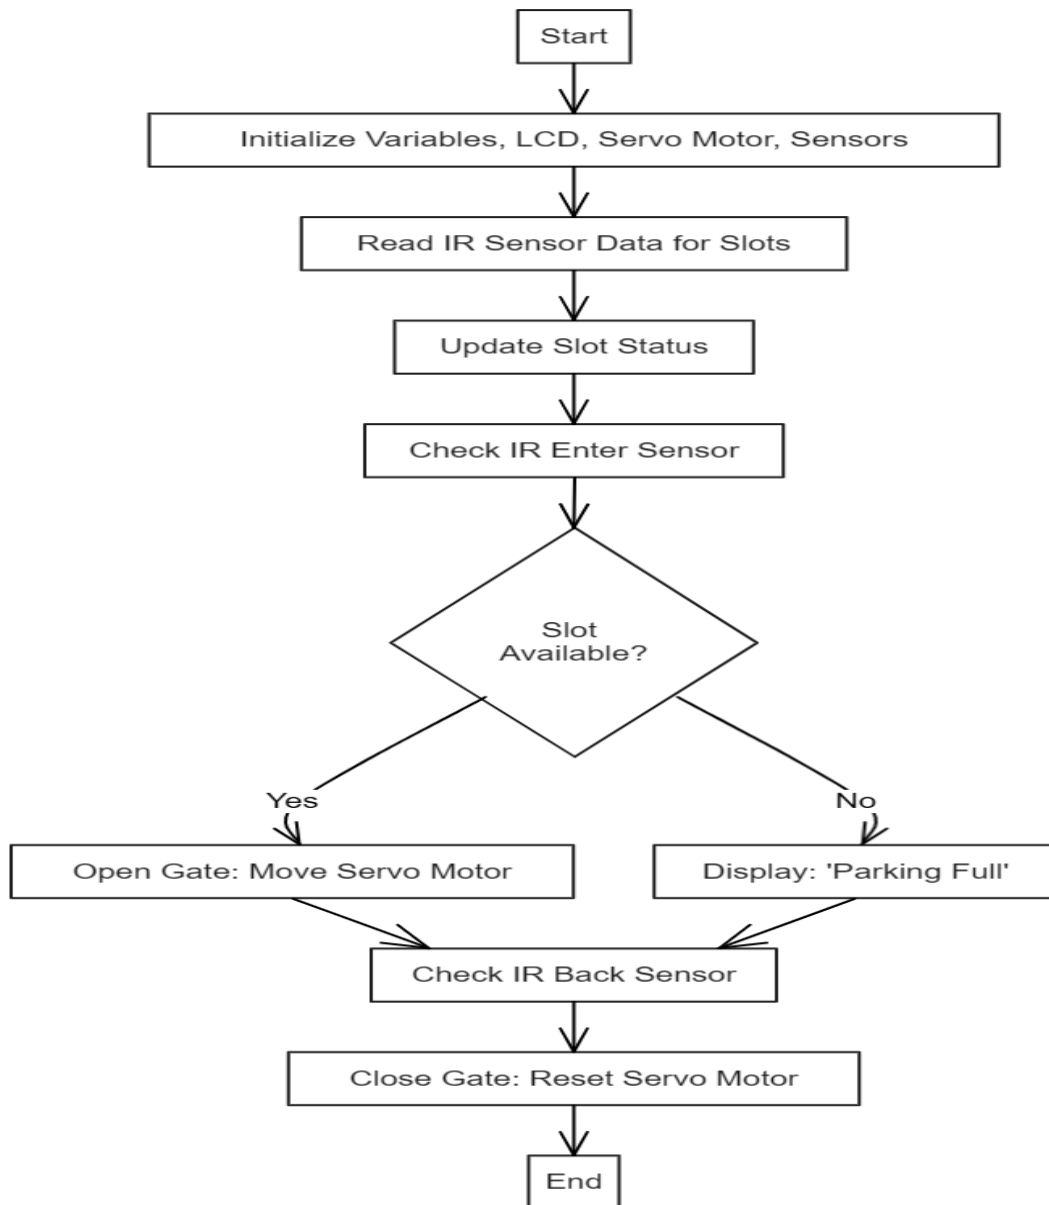 Start
Initialize Variables, LCD, Servo Motor, Sensors
Read IR Sensor Data for Slots
Update Slot Status
Check IR Enter Sensor
Slot
Available?
Yes
No
Open Gate: Move Servo Motor
Display: 'Parking Full'
Check IR Back Sensor
Close Gate: Reset Servo Motor
End